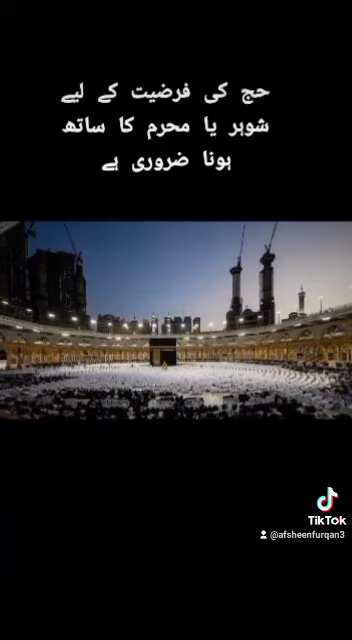 حج کی فرضیت کے لیے
شوہر یا محرم کا ساتھ
ہونا ضروری ہے
TikTok
@afsheenfurqan3